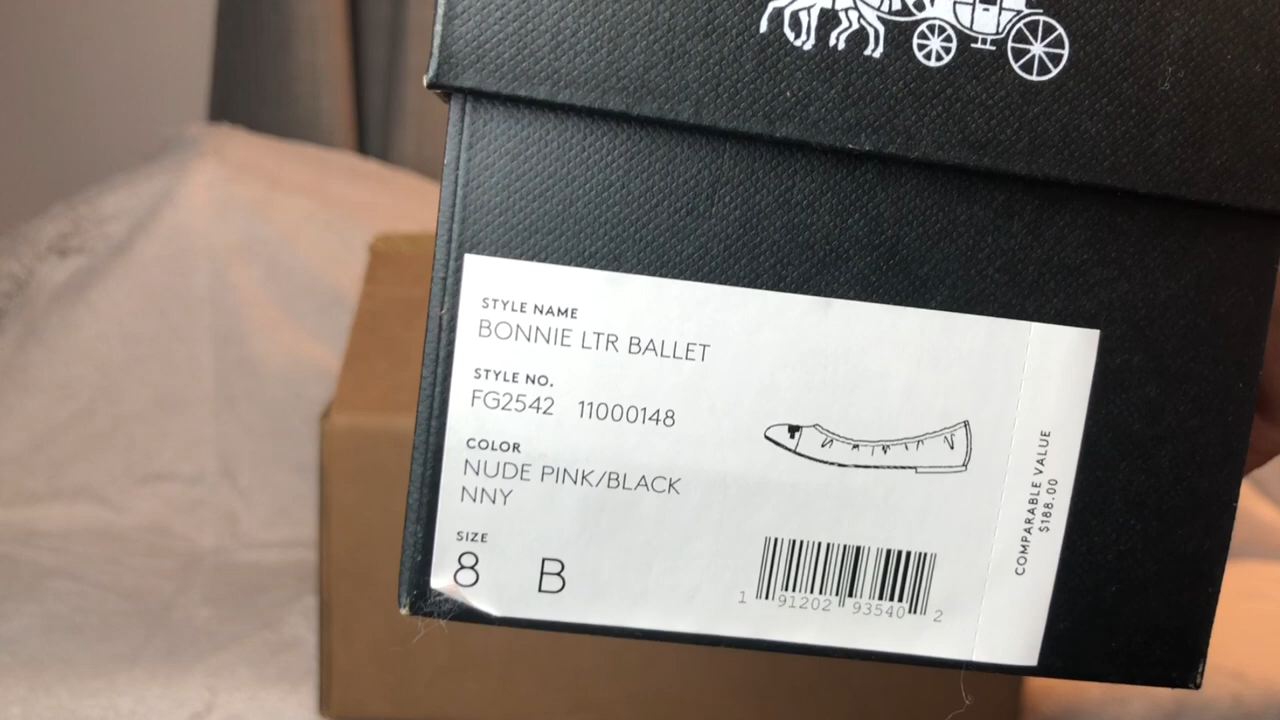 STYLE NAME
BONNIE LTR BALLET
STYLE NO.
FG2542 11000148
COLOR
NUDE PINK/BLACK
NNY
SIZE
8 B
1 91202 93540 2
COMPARABLE VALUE
$188.00